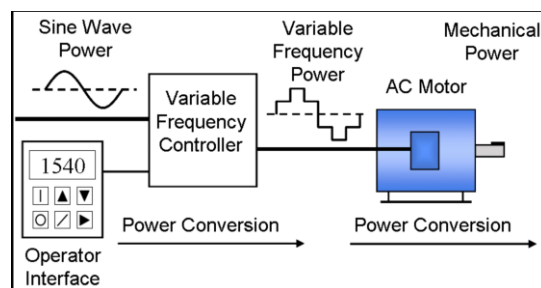 Sine Wave
Power
Variable
Frequency
Power
Mechanical
Power
AC Motor
Variable
Frequency
Controller
1540
Operator
Interface
Power Conversion
Power Conversion